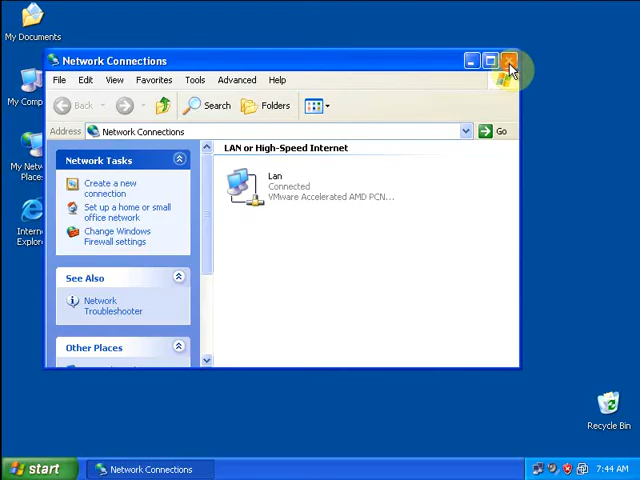 My Documents
My Comp
My Netw
Places
Intern
Explor
Network Connections
File Edit View Favorites Tools Advanced Help
Back Search Folders
Address Network Connections Go
Network Tasks
Create a new
connection
Set up a home or small
office network
Change Windows
Firewall settings
See Also
Network
Troubleshooter
Other Places
LAN or High-Speed Internet
Lan
Connected
VMware Accelerated AMD PCN...
Recycle Bin
start Network Connections 7:44 AM